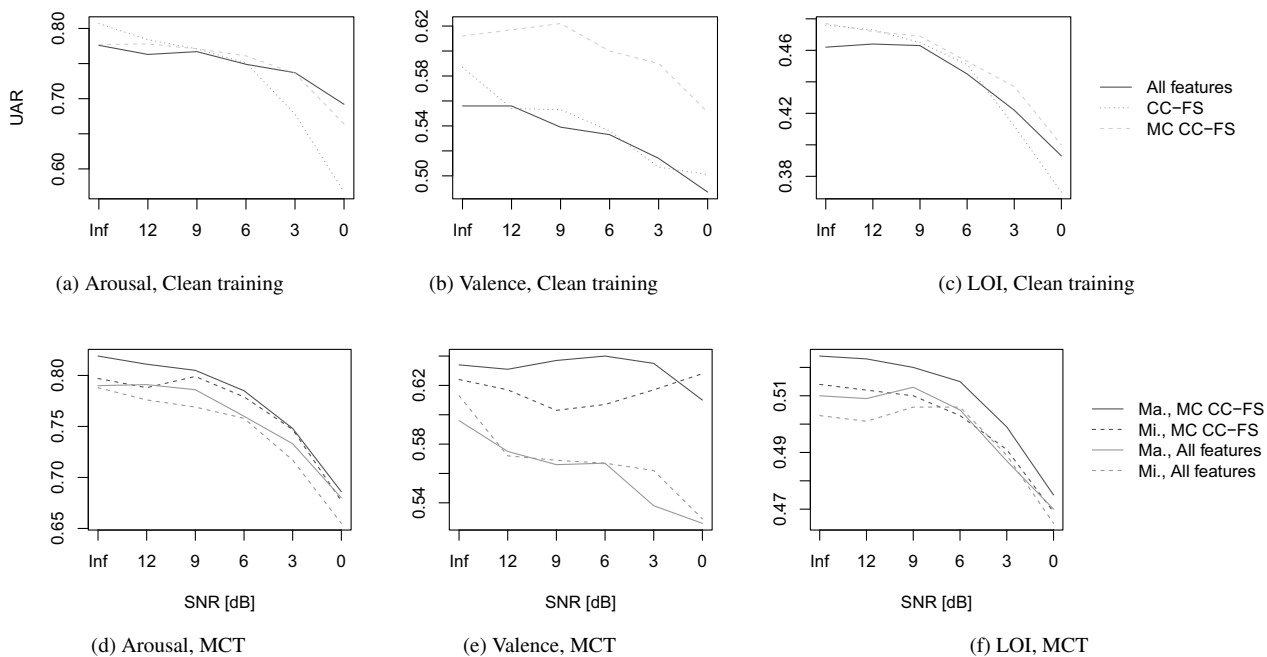 UAR
0.60 0.70 0.80
Inf 12 9 6 3 0
(a) Arousal, Clean training
0.50 0.54 0.58 0.62
Inf 12 9 6 3 0
(b) Valence, Clean training
0.38 0.42 0.46
Inf 12 9 6 3 0
(c) LOI, Clean training
All features
CC−FS
MC CC−FS
0.65 0.70 0.75 0.80
Inf 12 9 6 3 0
SNR [dB]
(d) Arousal, MCT
0.54 0.58 0.62
Inf 12 9 6 3 0
SNR [dB]
(e) Valence, MCT
0.47 0.49 0.51
Inf 12 9 6 3 0
SNR [dB]
(f) LOI, MCT
Ma., MC CC−FS
Mi., MC CC−FS
Ma., All features
Mi., All features